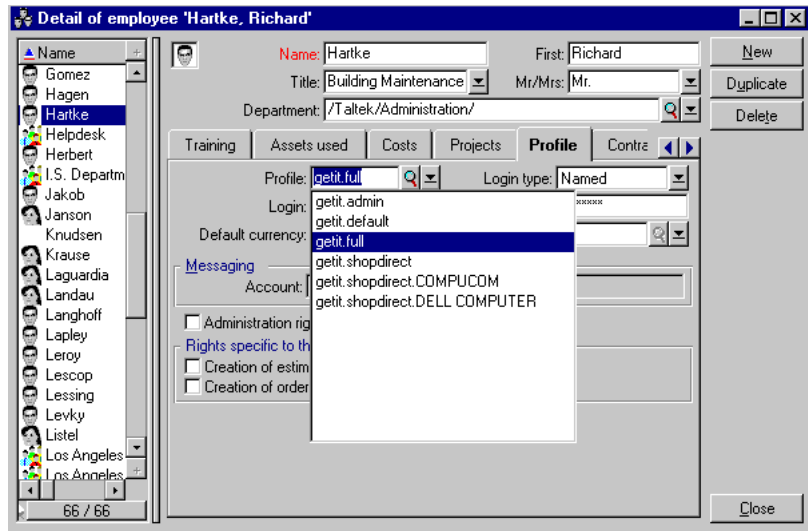 Detail of employee 'Hartke, Richard'
Name
Gomez
Hagen
Hartke
Helpdesk
Herbert
I.S. Departm
Jakob
Janson
Knudsen
Krause
Laguardia
Landau
Langhoff
Lapley
Leroy
Lescop
Lessing
Levky
Listel
Los Angeles
Los Angeles
66 / 66
Name: Hartke First: Richard
Title: Building Maintenance Mr/Mrs: Mr.
Department: /Taltek/Administration/
Training Assets used Costs Projects Profile Contra
Profile: getit.full Login type: Named
Login: xxxxx
Default currency:
getit.admin
getit.default
getit.full
getit.shopdirect
getit.shopdirect.COMPUCOM
getit.shopdirect.DELL COMPUTER
Messaging
Account:
Administration rig
Rights specific to th
Creation of estim
Creation of order
New
Duplicate
Delete
Close